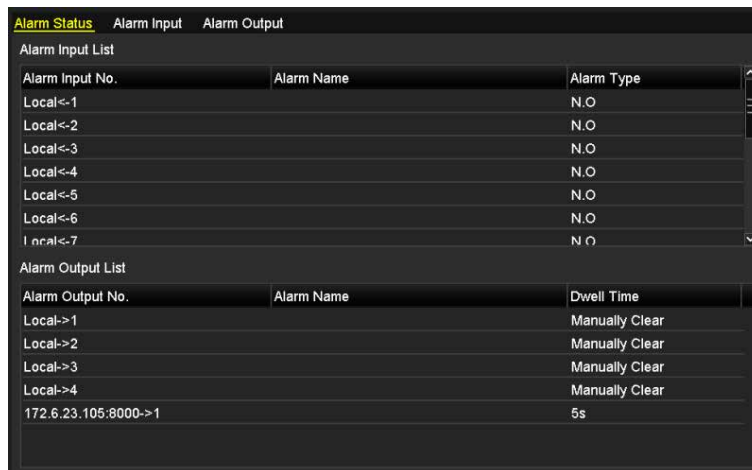 Alarm Status Alarm Input Alarm Output
Alarm Input List
Alarm Input No. Alarm Name Alarm Type
Local<-1 N.O
Local<-2 N.O
Local<-3 N.O
Local<-4 N.O
Local<-5 N.O
Local<-6 N.O
Local<-7 N.O
Alarm Output List
Alarm Output No. Alarm Name Dwell Time
Local->1 Manually Clear
Local->2 Manually Clear
Local->3 Manually Clear
Local->4 Manually Clear
172.6.23.105:8000->1 5s